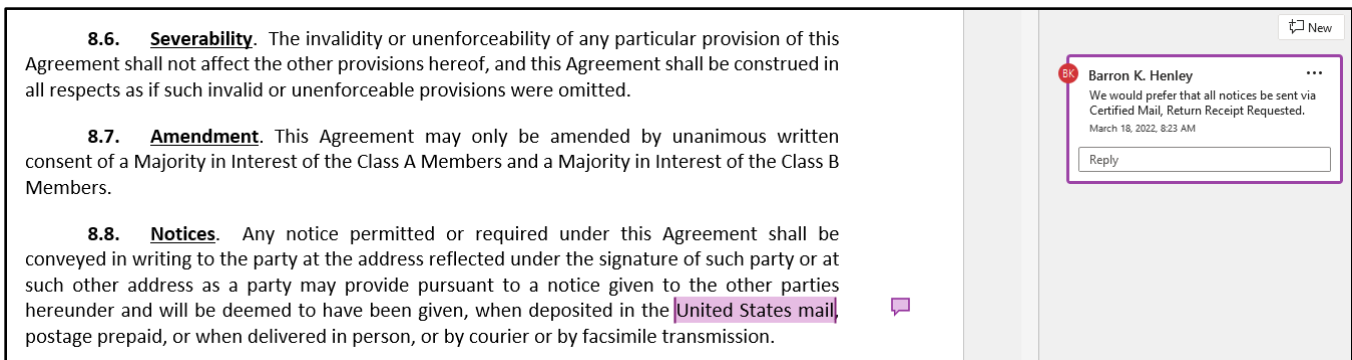 8.6. Severability. The invalidity or unenforceability of any particular provision of this
Agreement shall not affect the other provisions hereof, and this Agreement shall be construed in
all respects as if such invalid or unenforceable provisions were omitted.
8.7. Amendment. This Agreement may only be amended by unanimous written
consent of a Majority in Interest of the Class A Members and a Majority in Interest of the Class B
Members.
8.8. Notices. Any notice permitted or required under this Agreement shall be
conveyed in writing to the party at the address reflected under the signature of such party or at
such other address as a party may provide pursuant to a notice given to the other parties
hereunder and will be deemed to have been given, when deposited in the United States mail,
postage prepaid, or when delivered in person, or by courier or by facsimile transmission.
New
BK Barron K. Henley ...
We would prefer that all notices be sent via
Certified Mail, Return Receipt Requested.
March 18, 2022, 8:23 AM
Reply